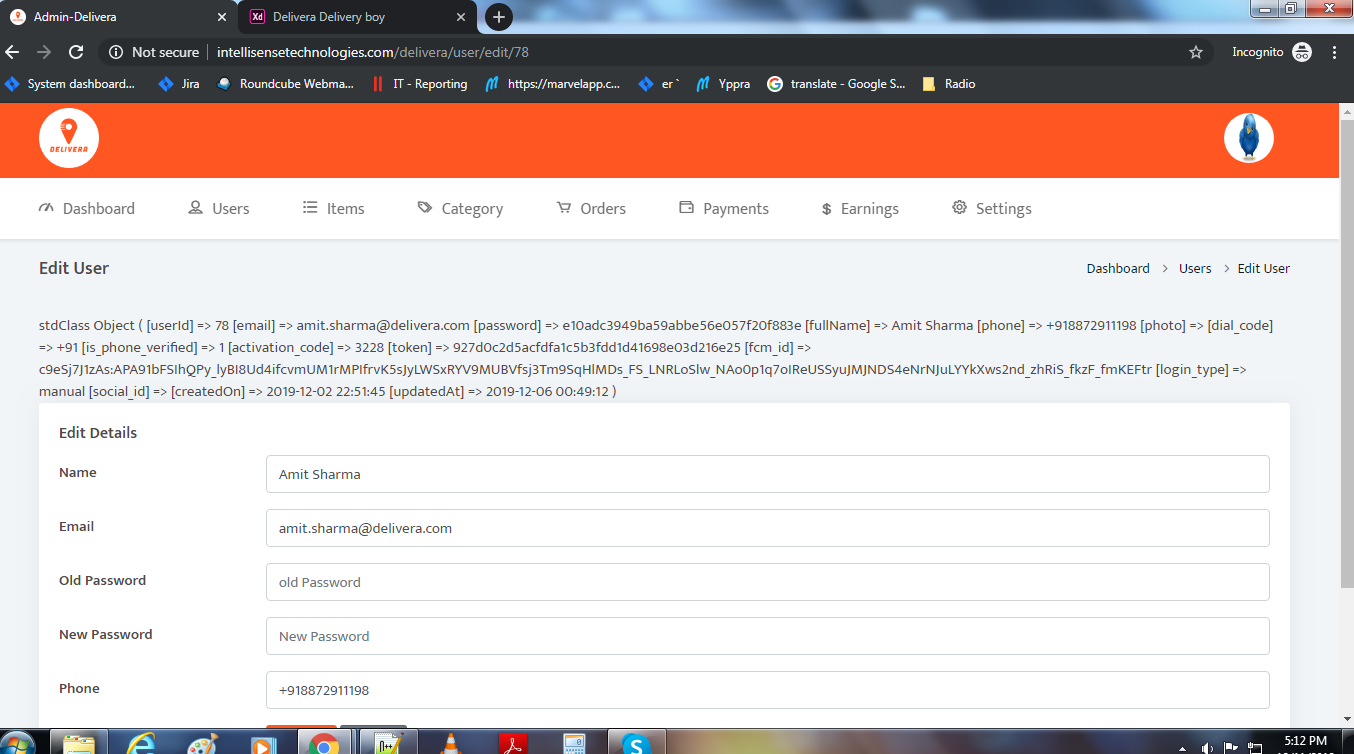 Admin-Delivera
Xd Delivera Delivery boy
Not secure intellisensetechnologies.com/delivera/user/edit/78 Incognito
System dashboard... Jira Roundcube Webma... IT - Reporting https://marvelapp.c... er ` Yppra translate - Google S... Radio
DELIVERA
Dashboard Users Items Category Orders Payments $ Earnings Settings
Edit User Dashboard > Users > Edit User
stdClass Object ( [userId] => 78 [email] => amit.sharma@delivera.com [password] => e10adc3949ba59abbe56e057f20f883e [fullName] => Amit Sharma [phone] => +918872911198 [photo] => [dial_code]
=> +91 [is_phone_verified] => 1 [activation_code] => 3228 [token] => 927d0c2d5acfdfa1c5b3fdd1d41698e03d216e25 [fcm_id] =>
c9eSj7J1zAs:APA91bFSIhQPy_lyBI8Ud4ifcvmUM1rMPIfrvK5sJyLWSxRYV9MUBVfsj3Tm9SqHlMDs_FS_LNRLoSlw_NAo0p1q7oIReUSSyuJMJNDS4eNrNJuLYYkXws2nd_zhRiS_fkzF_fmKEFtr [login_type] =>
manual [social_id] => [createdOn] => 2019-12-02 22:51:45 [updatedAt] => 2019-12-06 00:49:12 )
Edit Details
Name Amit Sharma
Email amit.sharma@delivera.com
Old Password old Password
New Password New Password
Phone +918872911198
5:12 PM